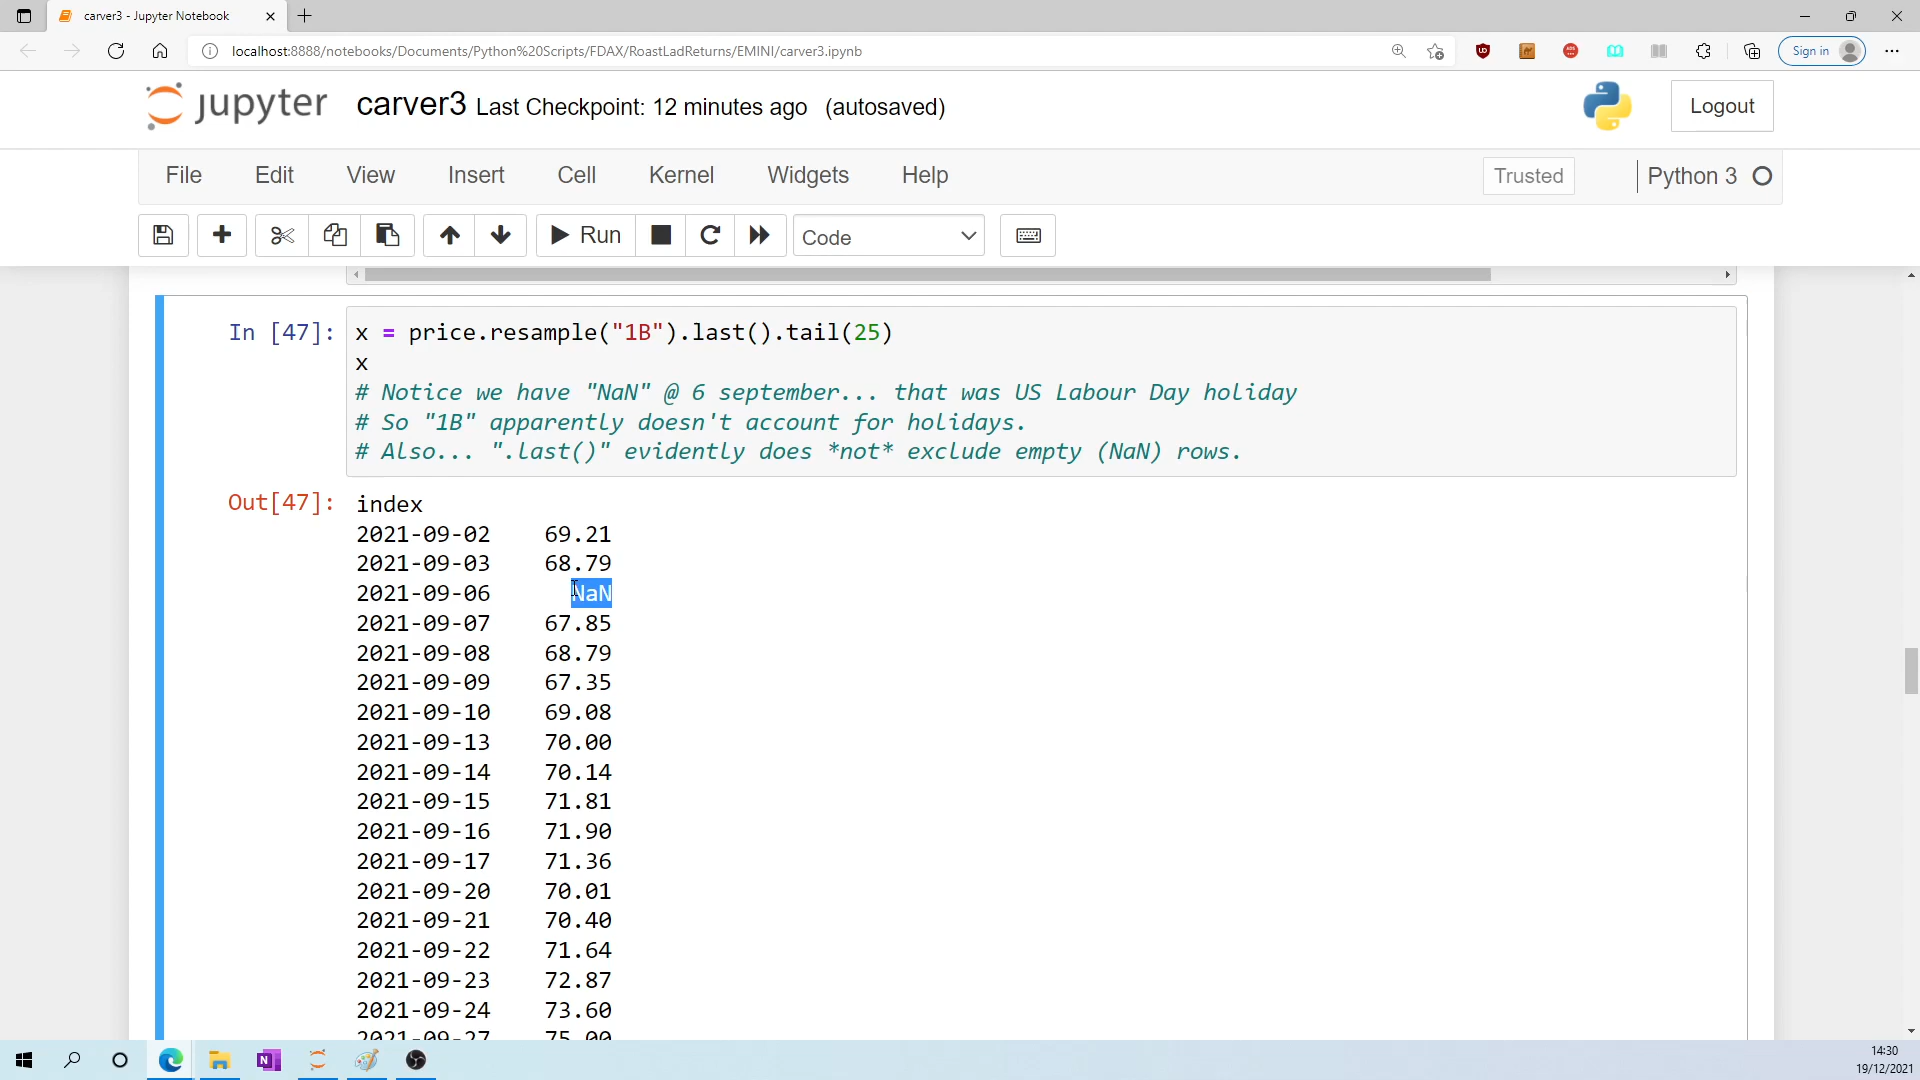 carver3 - Jupyter Notebook
localhost:8888/notebooks/Documents/Python%20Scripts/FDAX/RoastLadReturns/EMINI/carver3.ipynb
Sign in
jupyter carver3 Last Checkpoint: 12 minutes ago (autosaved)
Logout
File Edit View Insert Cell Kernel Widgets Help
Trusted
Python 3
Run
Code
In [47]: x = price.resample("1B").last().tail(25)
x
# Notice we have "NaN" @ 6 september... that was US Labour Day holiday
# So "1B" apparently doesn't account for holidays.
# Also... ".last()" evidently does *not* exclude empty (NaN) rows.
Out[47]: index
2021-09-02 69.21
2021-09-03 68.79
2021-09-06 NaN
2021-09-07 67.85
2021-09-08 68.79
2021-09-09 67.35
2021-09-10 69.08
2021-09-13 70.00
2021-09-14 70.14
2021-09-15 71.81
2021-09-16 71.90
2021-09-17 71.36
2021-09-20 70.01
2021-09-21 70.40
2021-09-22 71.64
2021-09-23 72.87
2021-09-24 73.60
2021-09-27 75.00
14:30
19/12/2021